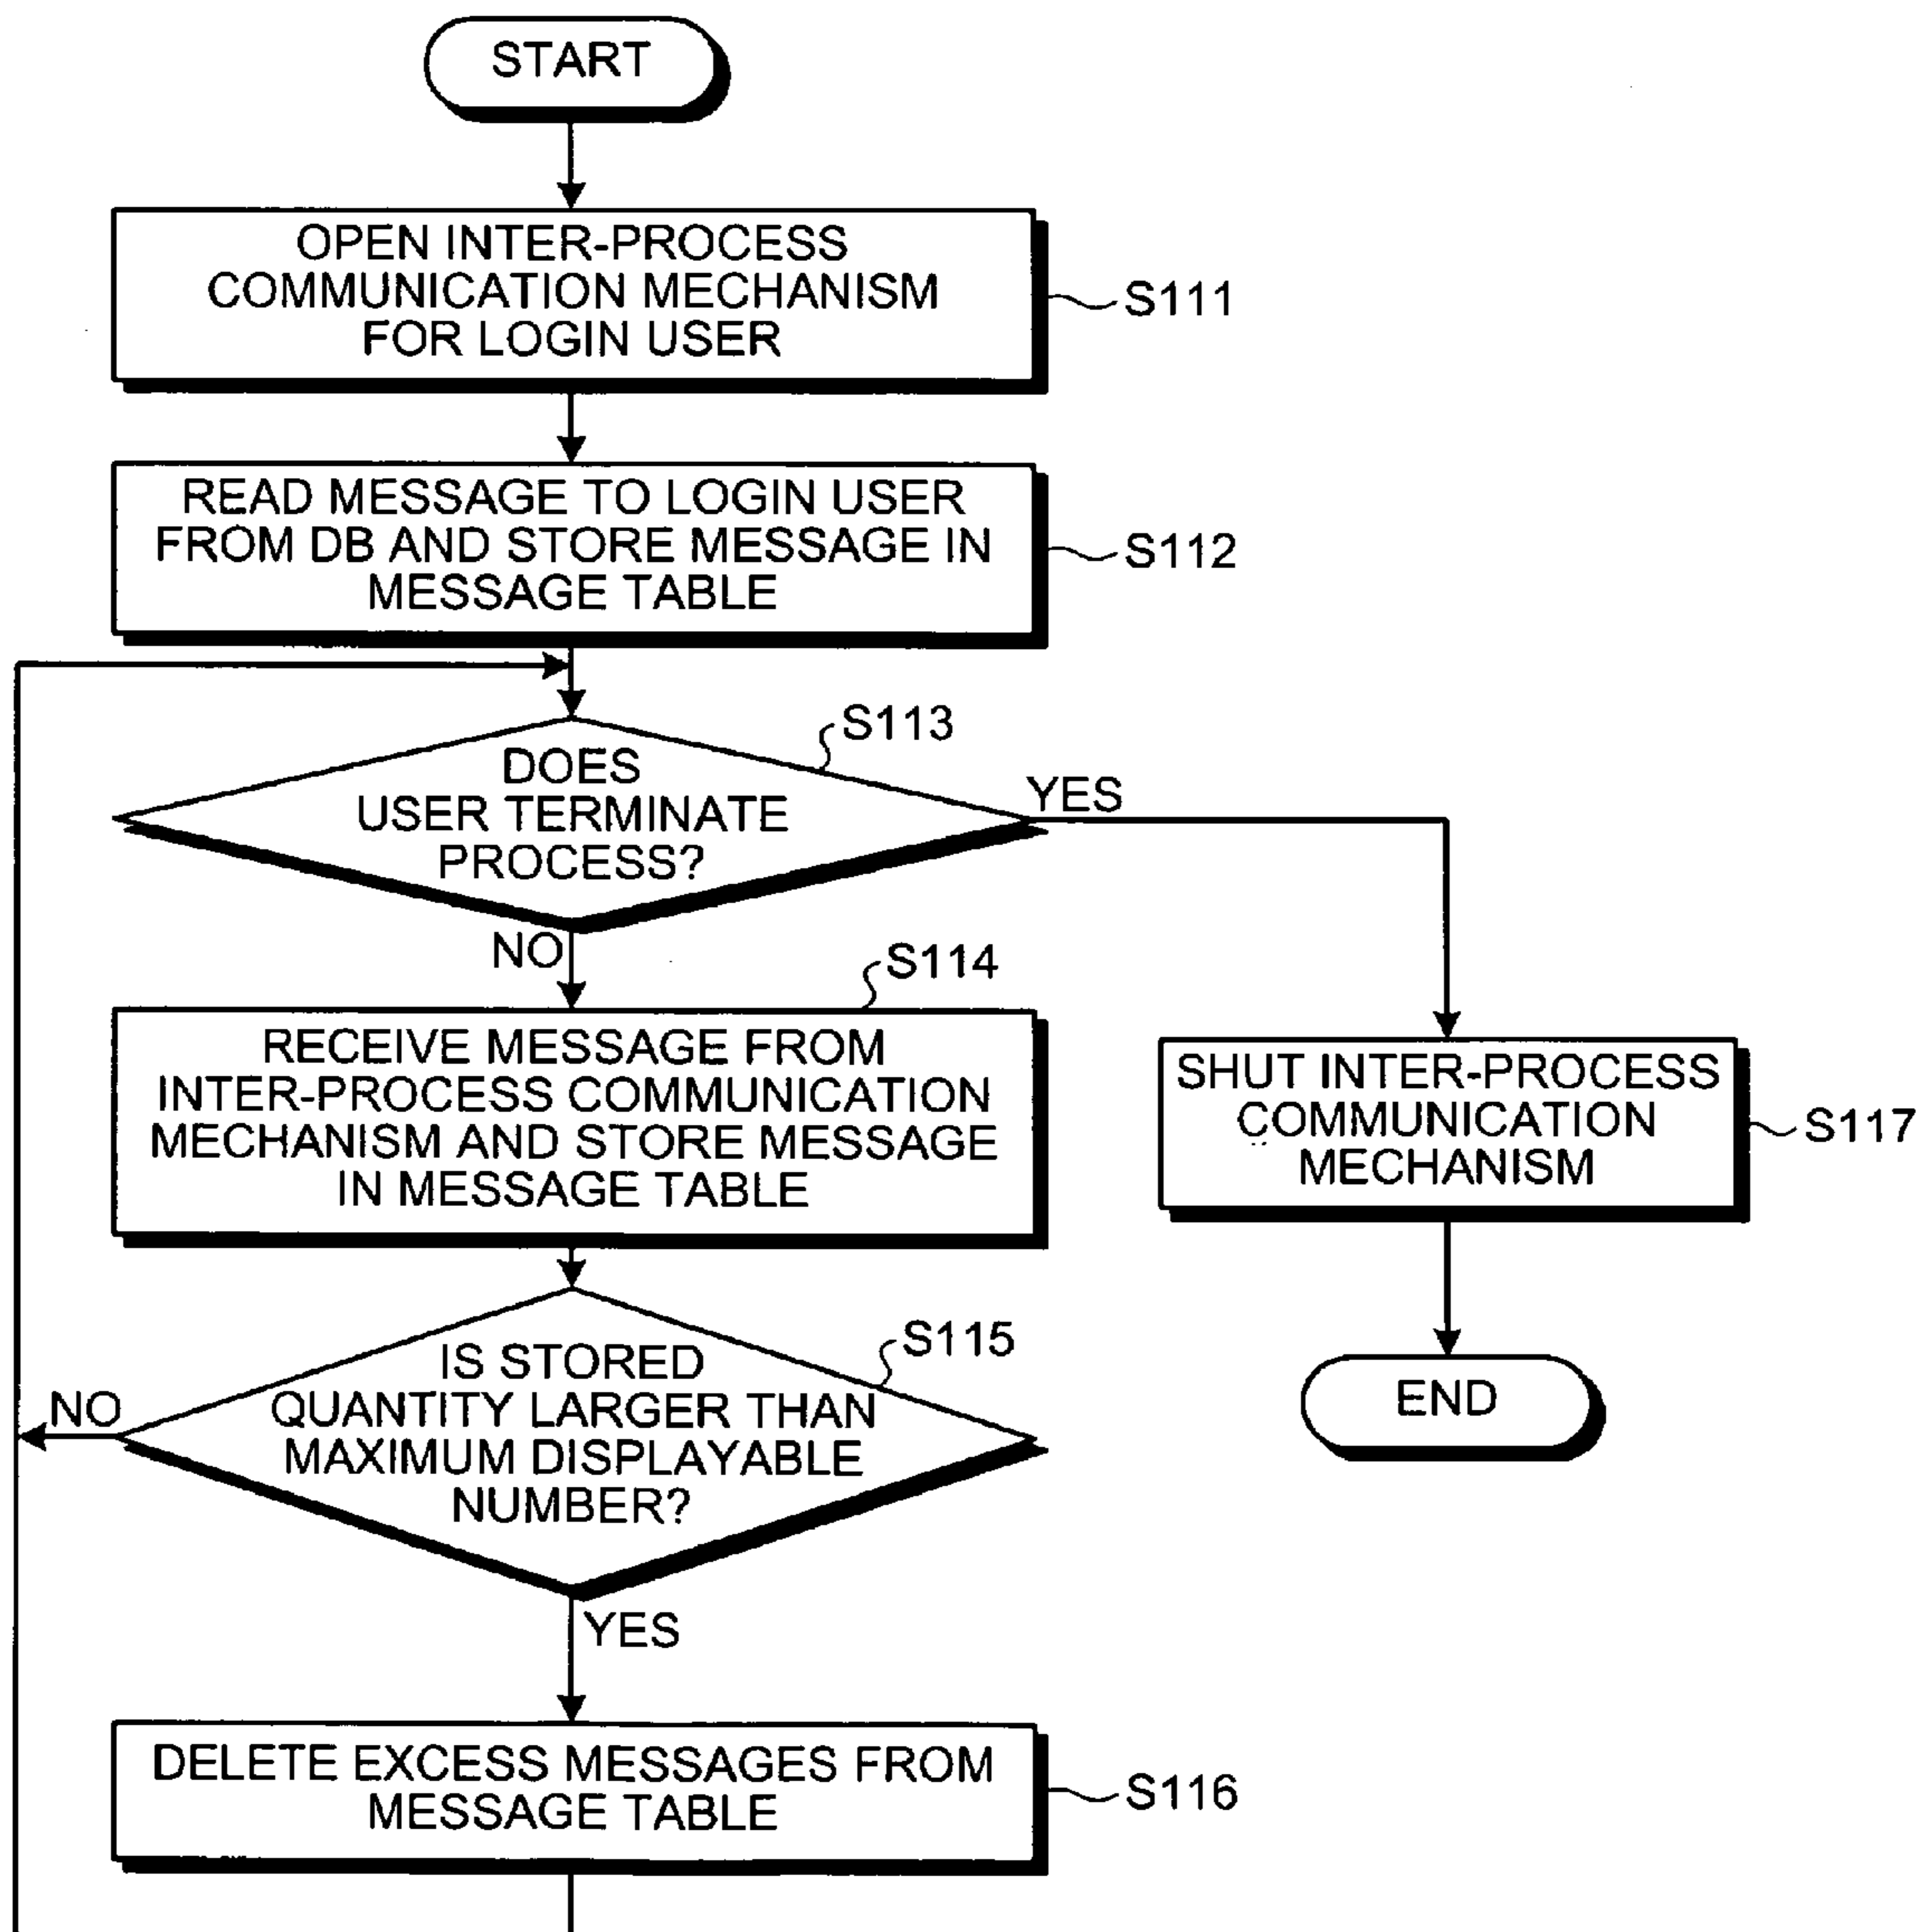 START
OPEN INTER-PROCESS
COMMUNICATION MECHANISM
FOR LOGIN USER
S111
READ MESSAGE TO LOGIN USER
FROM DB AND STORE MESSAGE IN
MESSAGE TABLE
S112
S113
DOES
USER TERMINATE
PROCESS?
YES
NO
S114
RECEIVE MESSAGE FROM
INTER-PROCESS COMMUNICATION
MECHANISM AND STORE MESSAGE
IN MESSAGE TABLE
SHUT INTER-PROCESS
COMMUNICATION
MECHANISM
S117
S115
IS STORED
QUANTITY LARGER THAN
MAXIMUM DISPLAYABLE
NUMBER?
NO
YES
END
DELETE EXCESS MESSAGES FROM
MESSAGE TABLE
S116